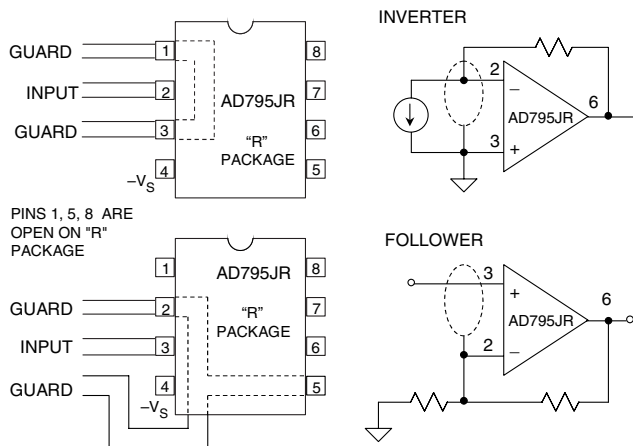 INVERTER
GUARD
INPUT
GUARD
1
2
3
4
–VS
8
7
6
5
AD795JR
"R"
PACKAGE
2
3
–
+
6
AD795JR
PINS 1, 5, 8 ARE
OPEN ON "R"
PACKAGE
FOLLOWER
GUARD
INPUT
GUARD
1
2
3
4
–VS
8
7
6
5
AD795JR
"R"
PACKAGE
3
2
+
–
6
AD795JR